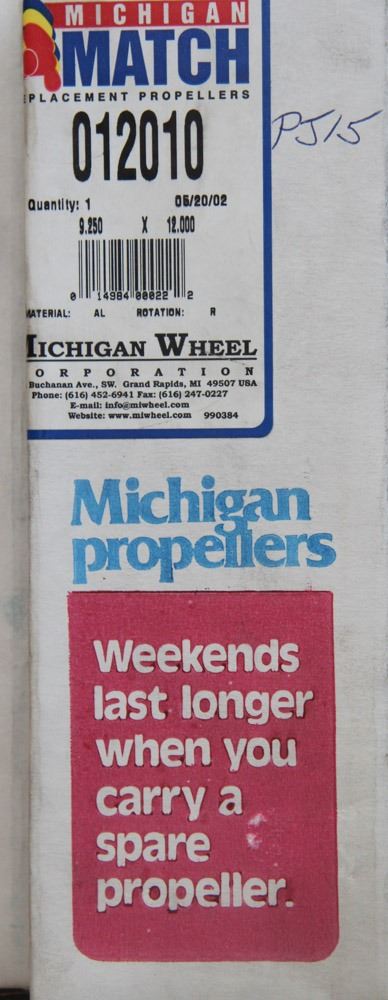 MICHIGAN
MATCH
PLACEMENT PROPELLERS
012010
PJ15
Quantity: 1 06/20/02
9.250 X 12.000
0 14984 00022 2
MATERIAL: AL ROTATION: R
MICHIGAN WHEEL
ORPORATION
Buchanan Ave., SW. Grand Rapids, MI 49507 USA
Phone: (616) 452-6941 Fax: (616) 247-0227
E-mail: info@miwheel.com
Website: www.miwheel.com 990384
Michigan
propellers
Weekends
last longer
when you
carry a
spare
propeller.